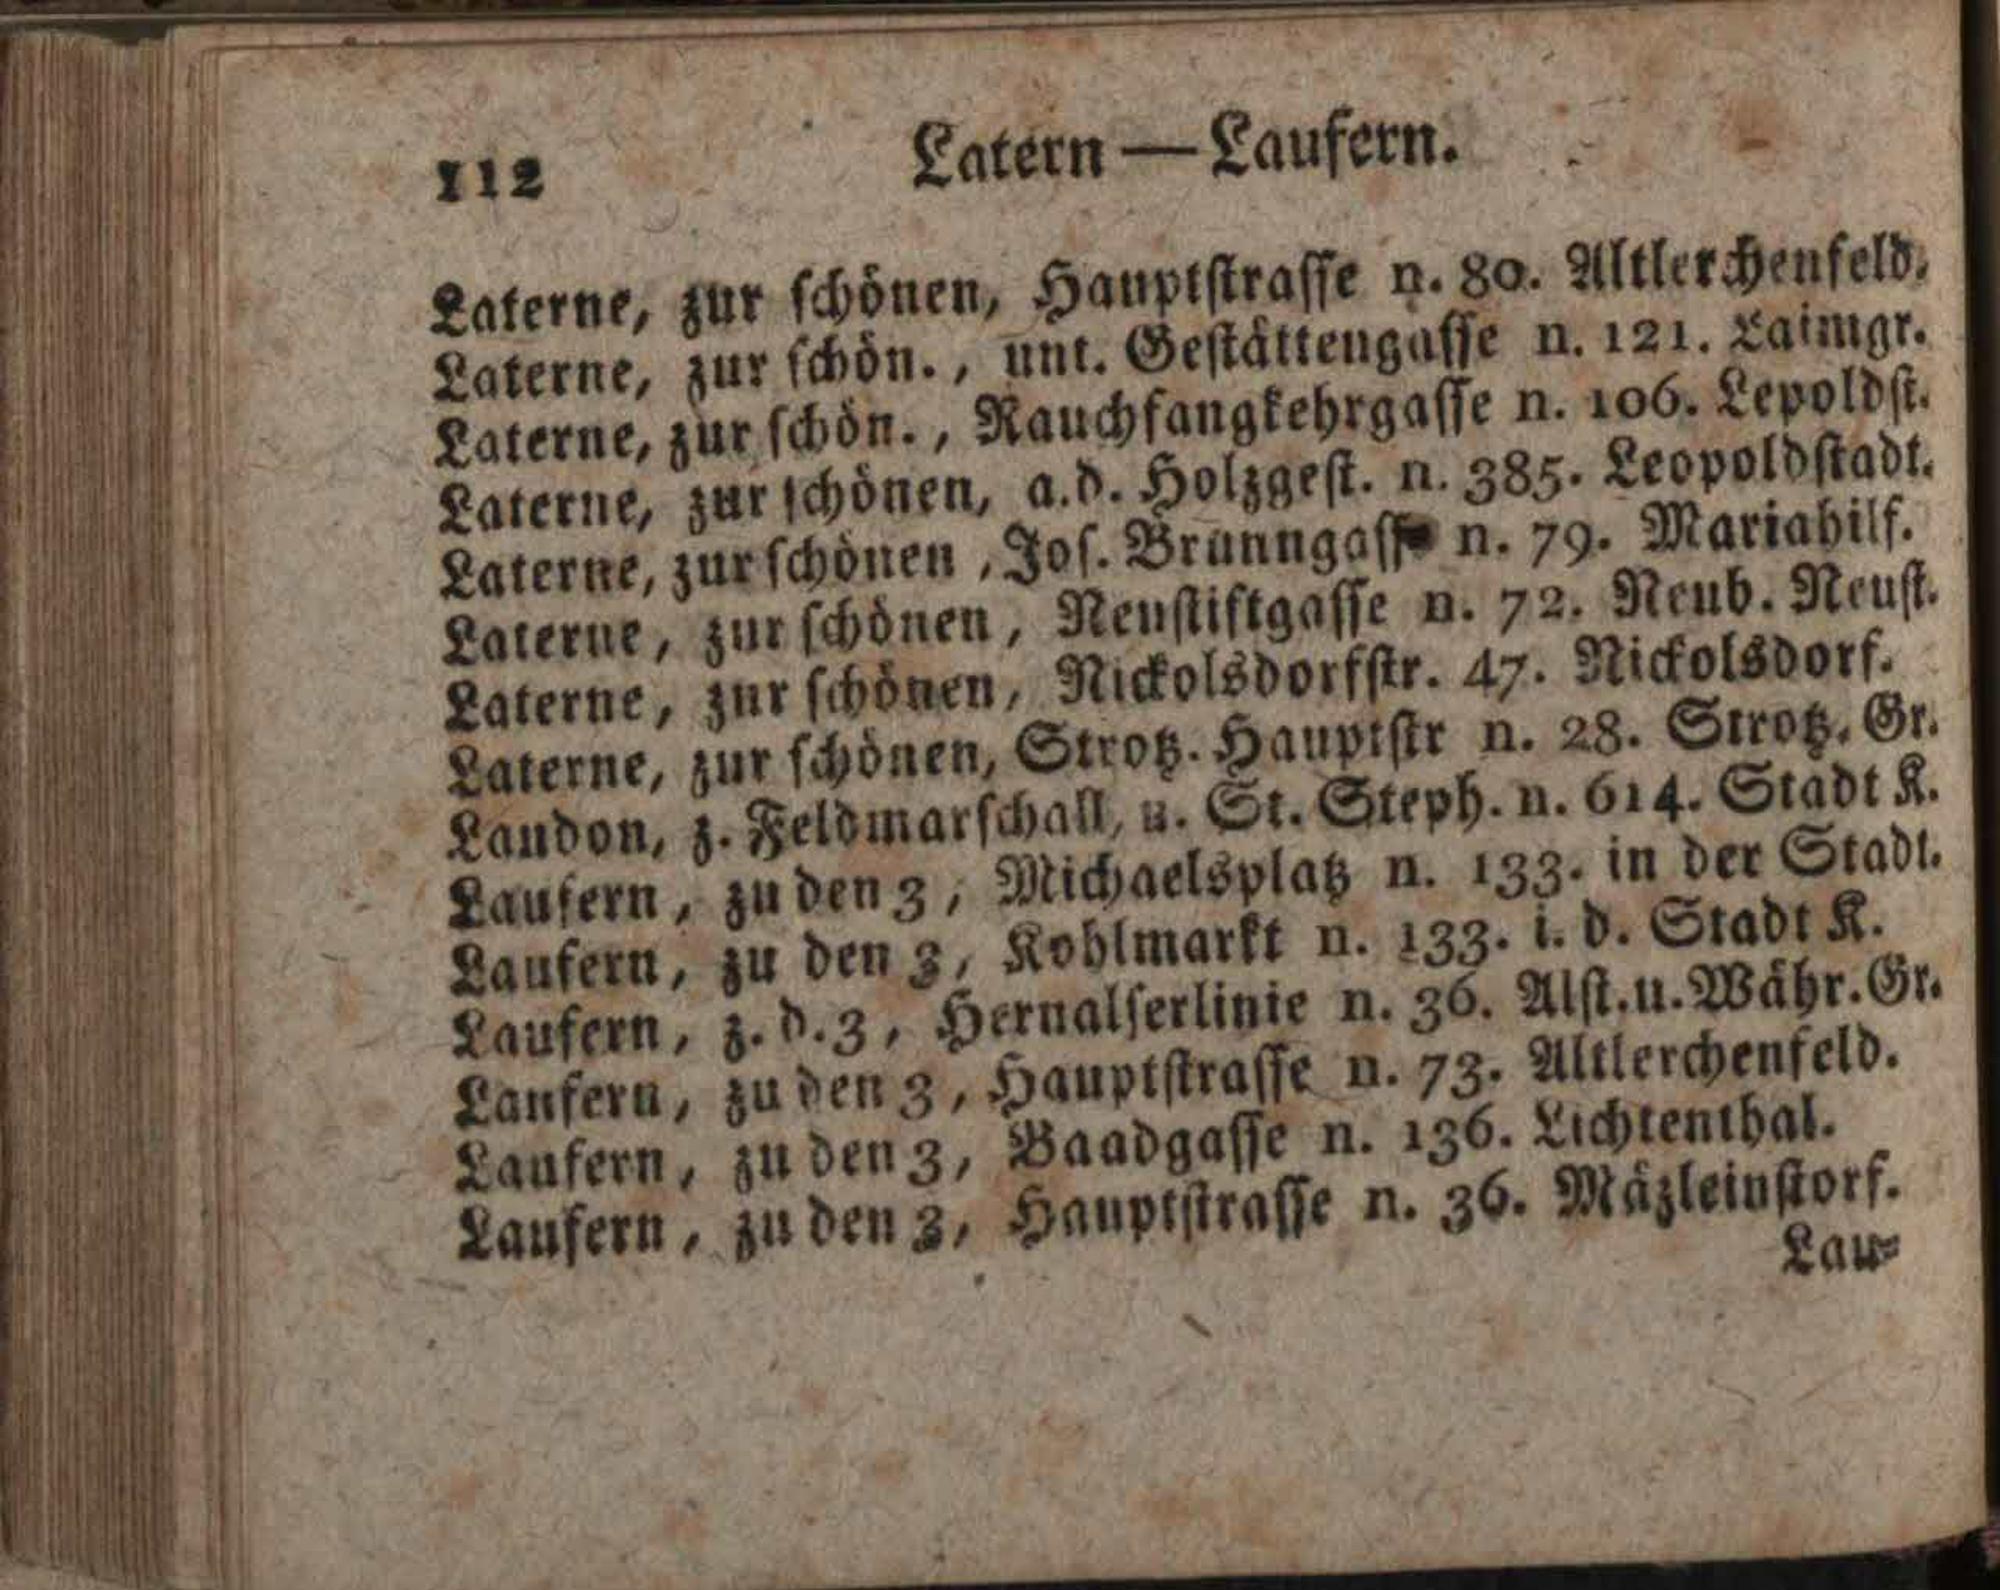 112 Latern — Laufern.
Laterne, zur schönen, Hauptstrasse n. 80. Altlerchenfeld.
Laterne, zur schön., unt. Gestättengasse n. 121. Laimgr.
Laterne, zur schön., Rauchfangkehrgasse n. 106. Lepoldst.
Laterne, zur schönen, a.d. Holzgest. n. 385. Leopoldstadt.
Laterne, zur schönen, Jos. Brunngasse n. 79. Mariahilf.
Laterne, zur schönen, Neustiftgasse n. 72. Neub. Neust.
Laterne, zur schönen, Nickolsdorfstr. 47. Nickolsdorf.
Laterne, zur schönen, Strotz. Hauptstr n. 28. Strotz. Gr.
Laudon, z. Feldmarschall, u. St. Steph. n. 614. Stadt K.
Laufern, zu den 3, Michaelsplatz n. 133. in der Stadt.
Laufern, zu den 3, Kohlmarkt n. 133. i. d. Stadt K.
Laufern, z. d. 3, Hernalserlinie n. 36. Alst. u. Währ. Gr.
Laufern, zu den 3, Hauptstrasse n. 73. Altlerchenfeld.
Laufern, zu den 3, Baadgasse n. 136. Lichtenthal.
Laufern, zu den 3, Hauptstrasse n. 36. Mäzleinstorf.
Lau=